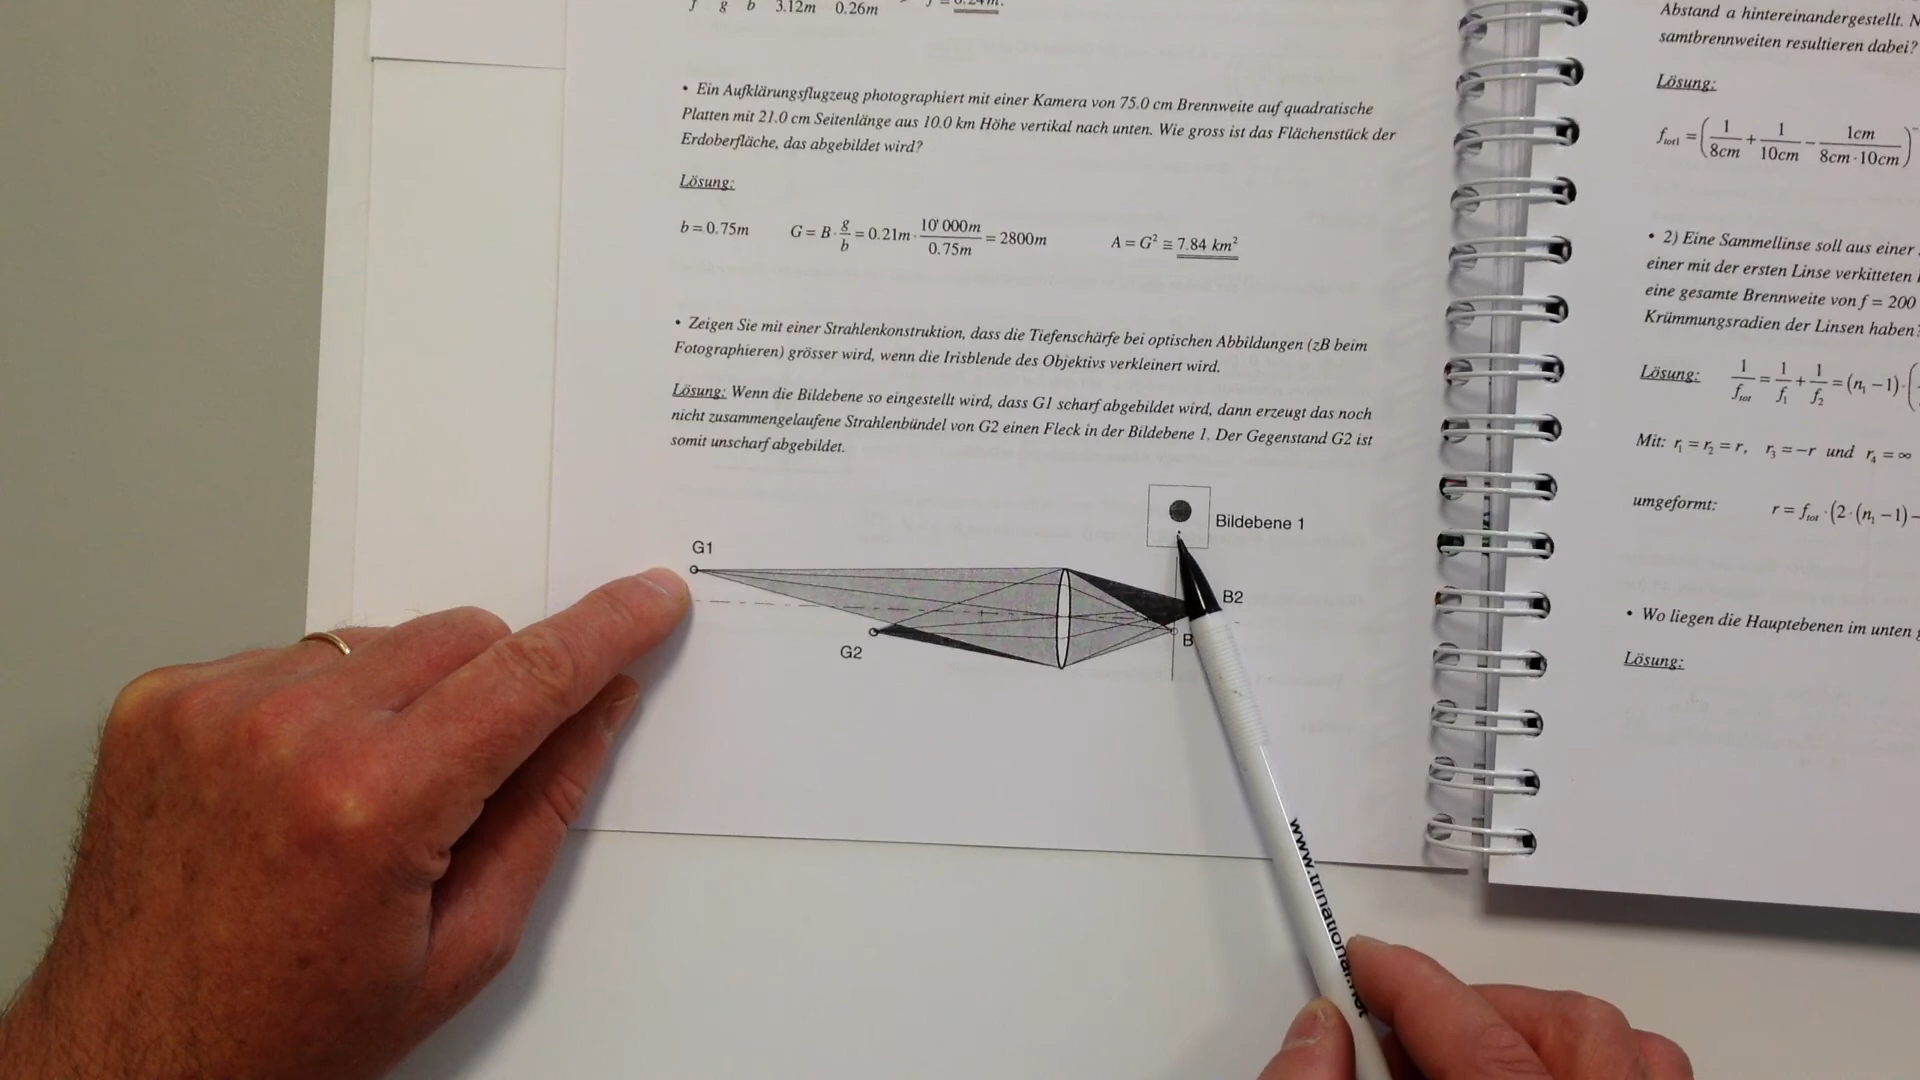 f g b 3.12m 0.26m
• Ein Aufklärungsflugzeug photographiert mit einer Kamera von 75.0 cm Brennweite auf quadratische
Platten mit 21.0 cm Seitenlänge aus 10.0 km Höhe vertikal nach unten. Wie gross ist das Flächenstück der
Erdoberfläche, das abgebildet wird?
Lösung:
b = 0.75m G = B · g/b = 0.21m · 10'000m/0.75m = 2800m A = G² ≅ 7.84 km²
• Zeigen Sie mit einer Strahlenkonstruktion, dass die Tiefenschärfe bei optischen Abbildungen (zB beim
Fotographieren) grösser wird, wenn die Irisblende des Objektivs verkleinert wird.
Lösung: Wenn die Bildebene so eingestellt wird, dass G1 scharf abgebildet wird, dann erzeugt das noch
nicht zusammengelaufene Strahlenbündel von G2 einen Fleck in der Bildebene 1. Der Gegenstand G2 ist
somit unscharf abgebildet.
Bildebene 1
G1
B2
B
G2
www.trinational.net
Abstand a hintereinandergestellt.
samtbrennweiten resultieren dabei?
Lösung:
f_tot1 = (1/8cm + 1/10cm − 1cm/8cm · 10cm)
• 2) Eine Sammellinse soll aus einer
einer mit der ersten Linse verkitteten
eine gesamte Brennweite von f = 200
Krümmungsradien der Linsen haben?
Lösung: 1/f_tot = 1/f₁ + 1/f₂ = (n₁ − 1) · (
Mit: r₁ = r₂ = r, r₃ = −r und r₄ = ∞
umgeformt: r = f_tot · (2 · (n₁ − 1) −
• Wo liegen die Hauptebenen im unten
Lösung: